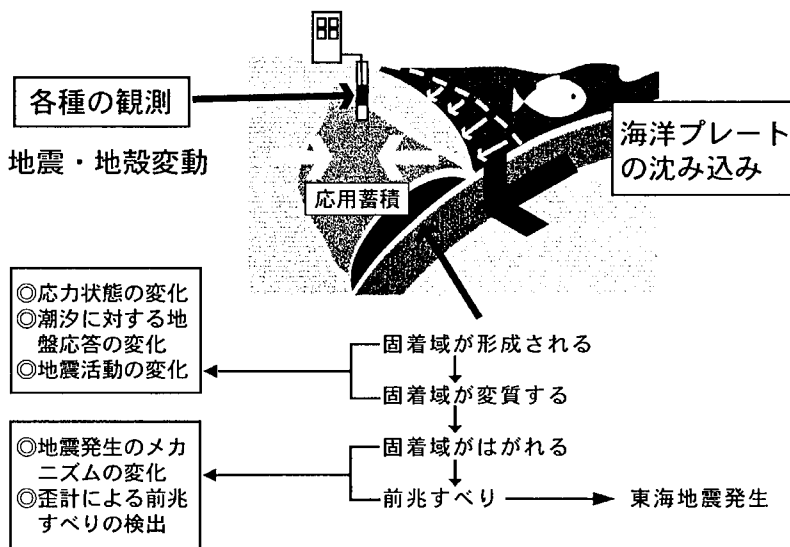 各種の観測
地震・地殻変動
海洋プレート
の沈み込み
応用蓄積
◎応力状態の変化
◎潮汐に対する地
盤応答の変化
◎地震活動の変化
固着域が形成される
固着域が変質する
◎地震発生のメカ
ニズムの変化
◎歪計による前兆
すべりの検出
固着域がはがれる
前兆すべり
東海地震発生